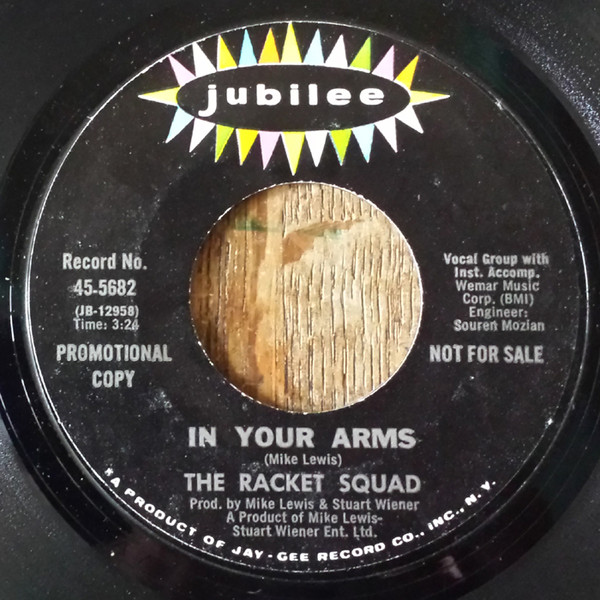 jubilee
Record No.
45-5682
(JB-12958)
Time: 3:24
PROMOTIONAL
COPY
Vocal Group with
Inst. Accomp.
Wemar Music
Corp. (BMI)
Engineer:
Souren Mozian
NOT FOR SALE
IN YOUR ARMS
(Mike Lewis)
THE RACKET SQUAD
Prod. by Mike Lewis & Stuart Wiener
A Product of Mike Lewis-
Stuart Wiener Ent. Ltd.
A PRODUCT OF JAY-GEE RECORD CO., INC., N. Y.